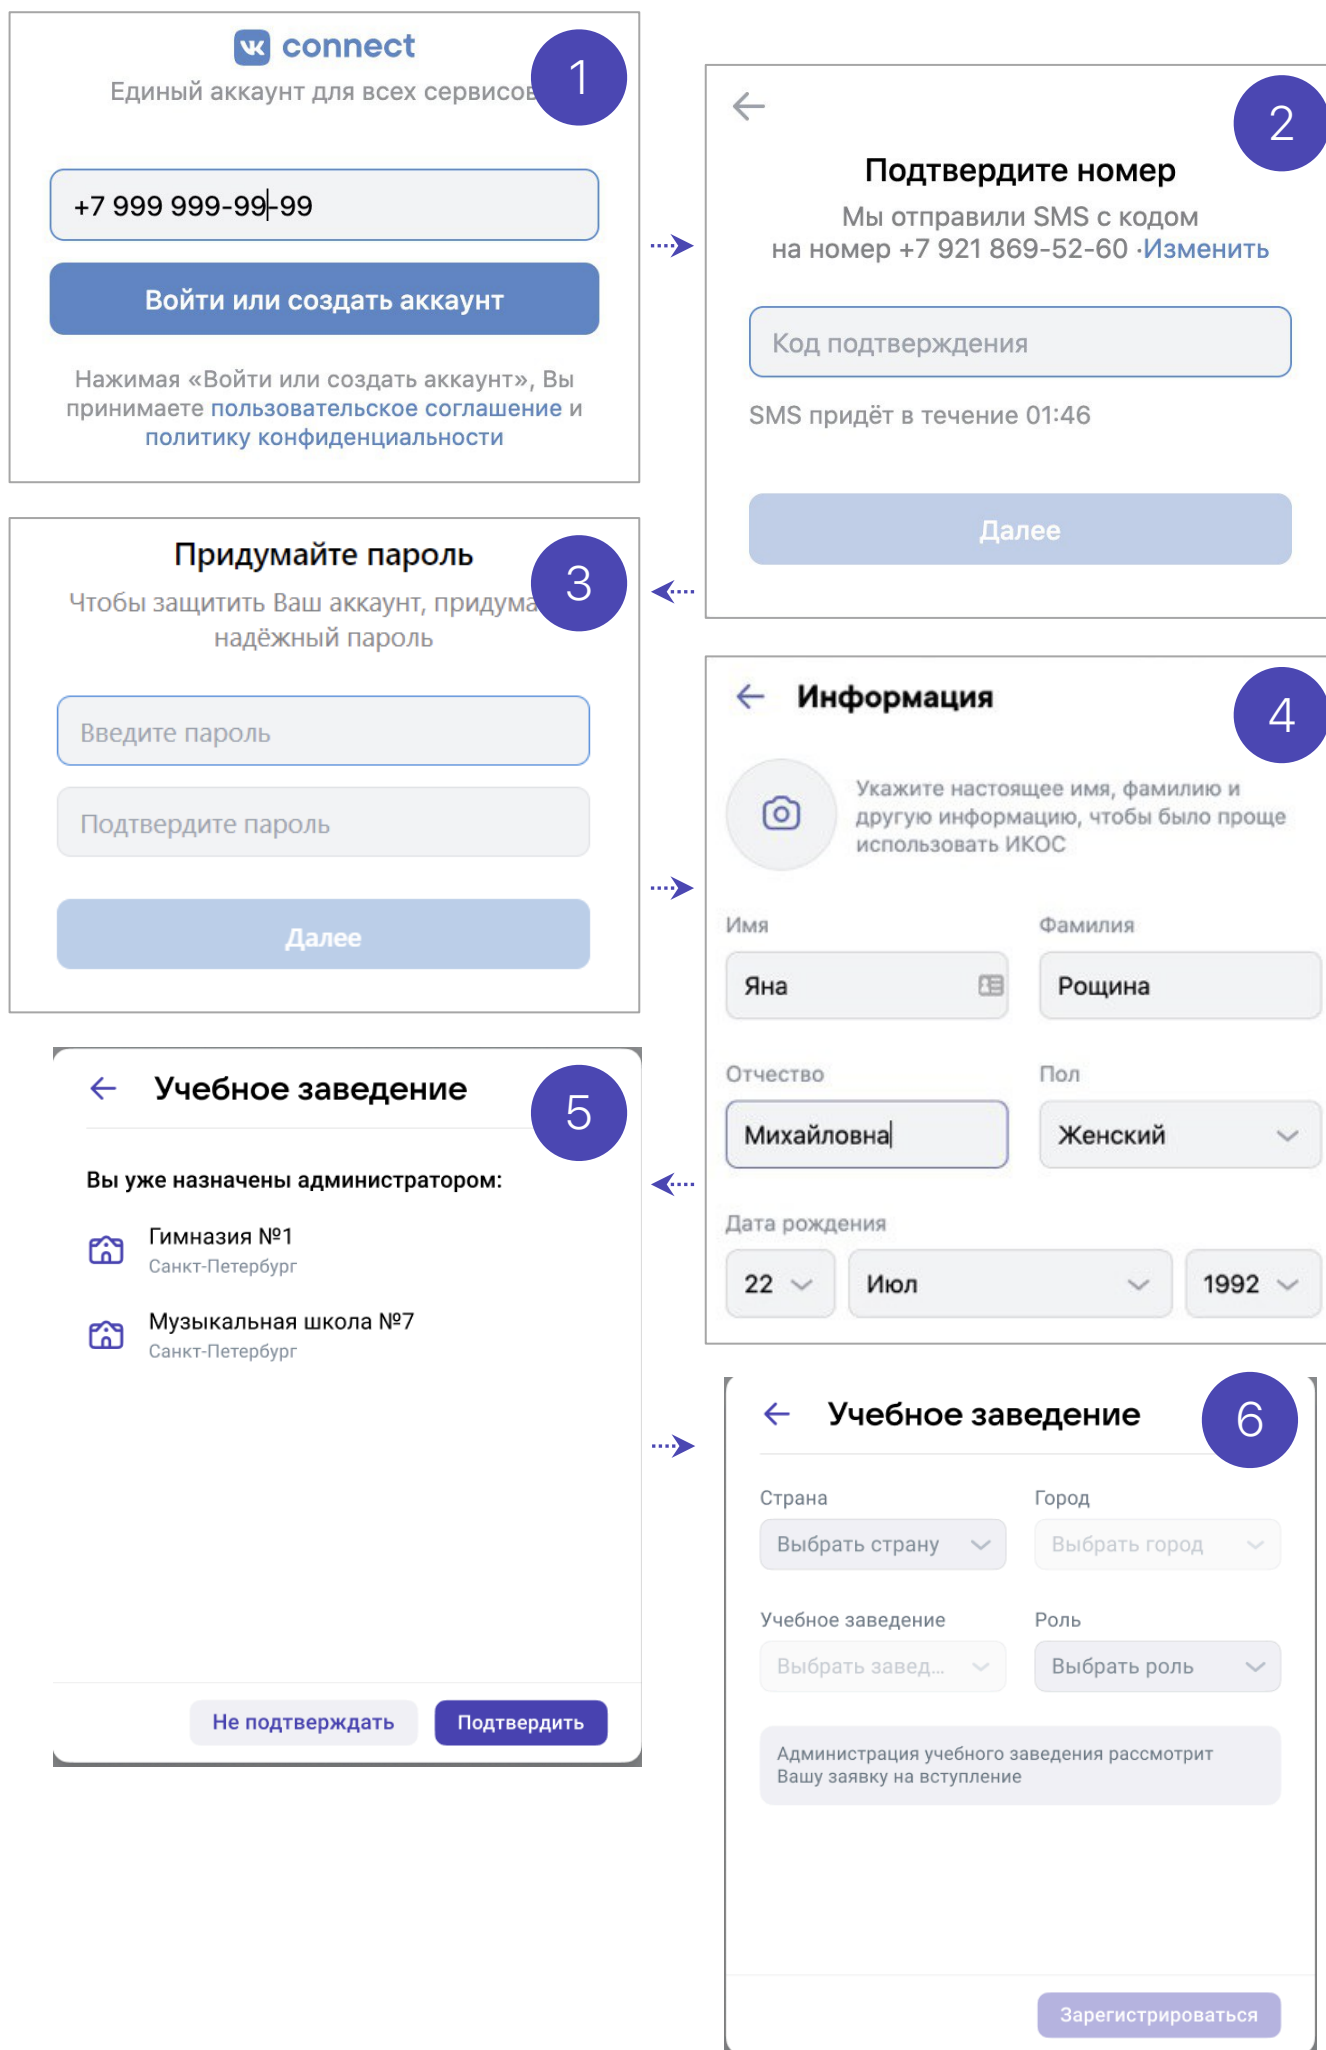 connect
Единый аккаунт для всех сервисов
1
+7 999 999-99-99
Войти или создать аккаунт
Нажимая «Войти или создать аккаунт», Вы
принимаете пользовательское соглашение и
политику конфиденциальности
2
Подтвердите номер
Мы отправили SMS с кодом
на номер +7 921 869-52-60 ·Изменить
Код подтверждения
SMS придёт в течение 01:46
Далее
3
Придумайте пароль
Чтобы защитить Ваш аккаунт, придума
надёжный пароль
Введите пароль
Подтвердите пароль
Далее
4
Информация
Укажите настоящее имя, фамилию и
другую информацию, чтобы было проще
использовать ИКОС
Имя
Фамилия
Яна
Рощина
Отчество
Пол
Михайловна
Женский
Дата рождения
22
Июл
1992
5
Учебное заведение
Вы уже назначены администратором:
Гимназия №1
Санкт-Петербург
Музыкальная школа №7
Санкт-Петербург
Не подтверждать
Подтвердить
6
Учебное заведение
Страна
Город
Выбрать страну
Выбрать город
Учебное заведение
Роль
Выбрать завед...
Выбрать роль
Администрация учебного заведения рассмотрит
Вашу заявку на вступление
Зарегистрироваться